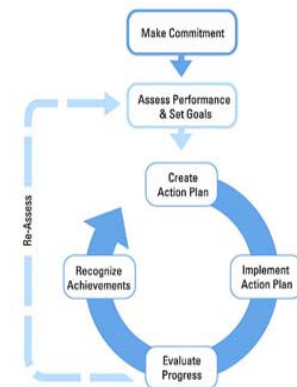 Make Commitment
Assess Performance
& Set Goals
Create
Action Plan
Implement
Action Plan
Evaluate
Progress
Recognize
Achievements
Re-Assess